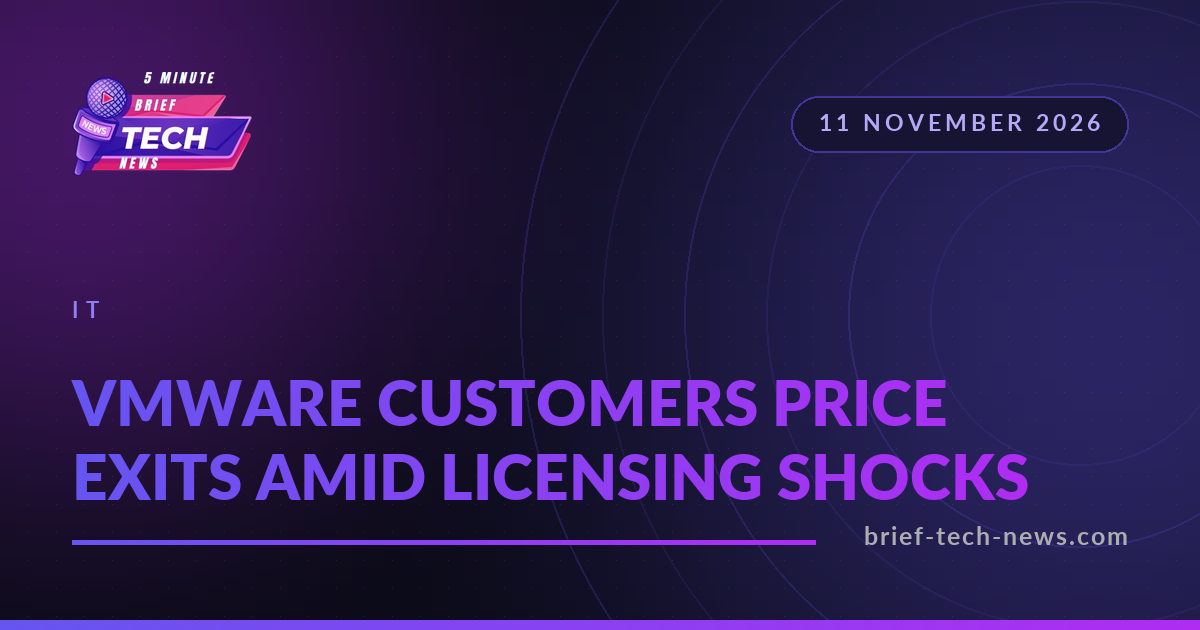 5 MINUTE
BRIEF
NEWS
TECH
NEWS
11 NOVEMBER 2026
IT
VMWARE CUSTOMERS PRICE
EXITS AMID LICENSING SHOCKS
brief-tech-news.com